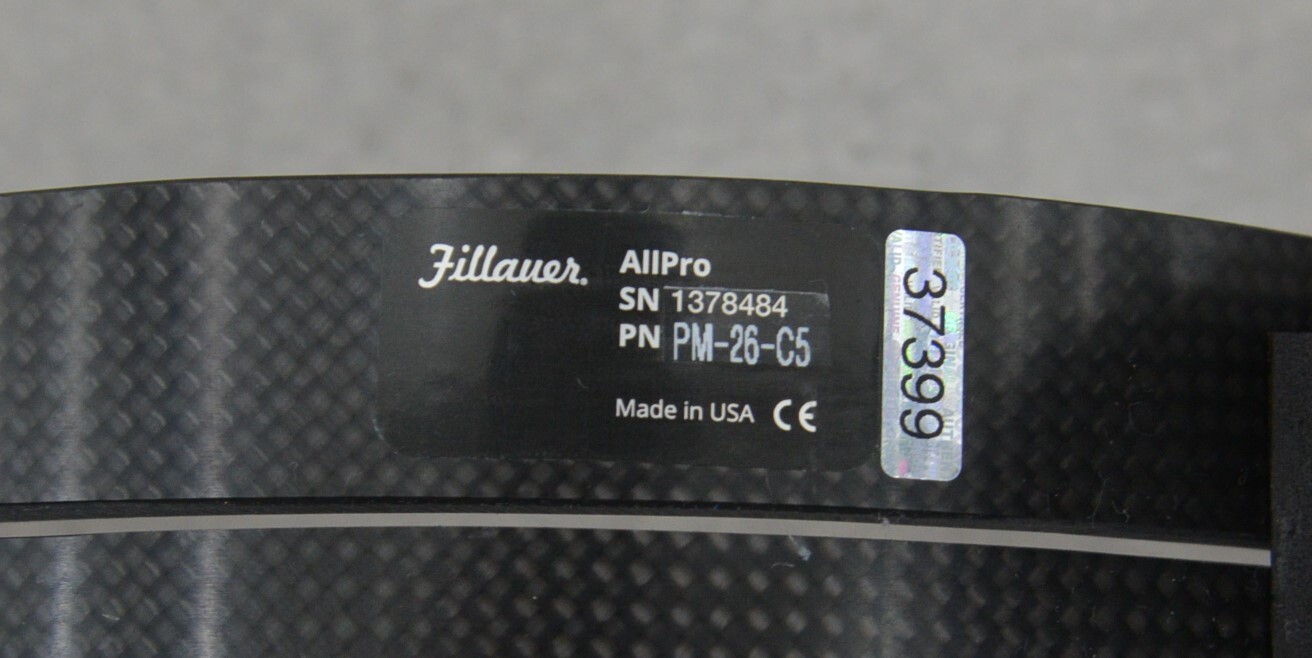 Fillauer.
AllPro
SN 1378484
PN PM-26-C5
Made in USA CE
37399